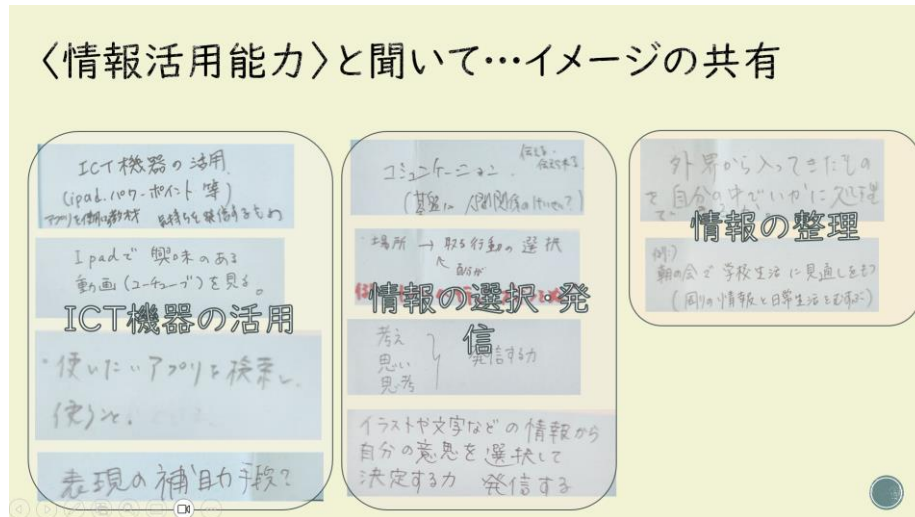 〈情報活用能力〉と聞いて…イメージの共有
ICT機器の活用
(ipad.パワーポイント等)
Ipadで興味のある
動画(ユーチューブ)を見る。
ICT機器の活用
・使いたいアプリを検索し、
使うこと。
表現の補助手段?
伝える・
コミュニケーション
・場所→取る行動の選択
情報の選択・発
信
考え
思い
思考
発信する力
イラストや文字などの情報から
自分の意思を選択して
決定する力 発信する
外界から入ってきたもの
を自分の中でいかに処理
情報の整理
例)
朝の会で学校生活に見通しをもつ
(周りの情報と日常生活をむすぶ)